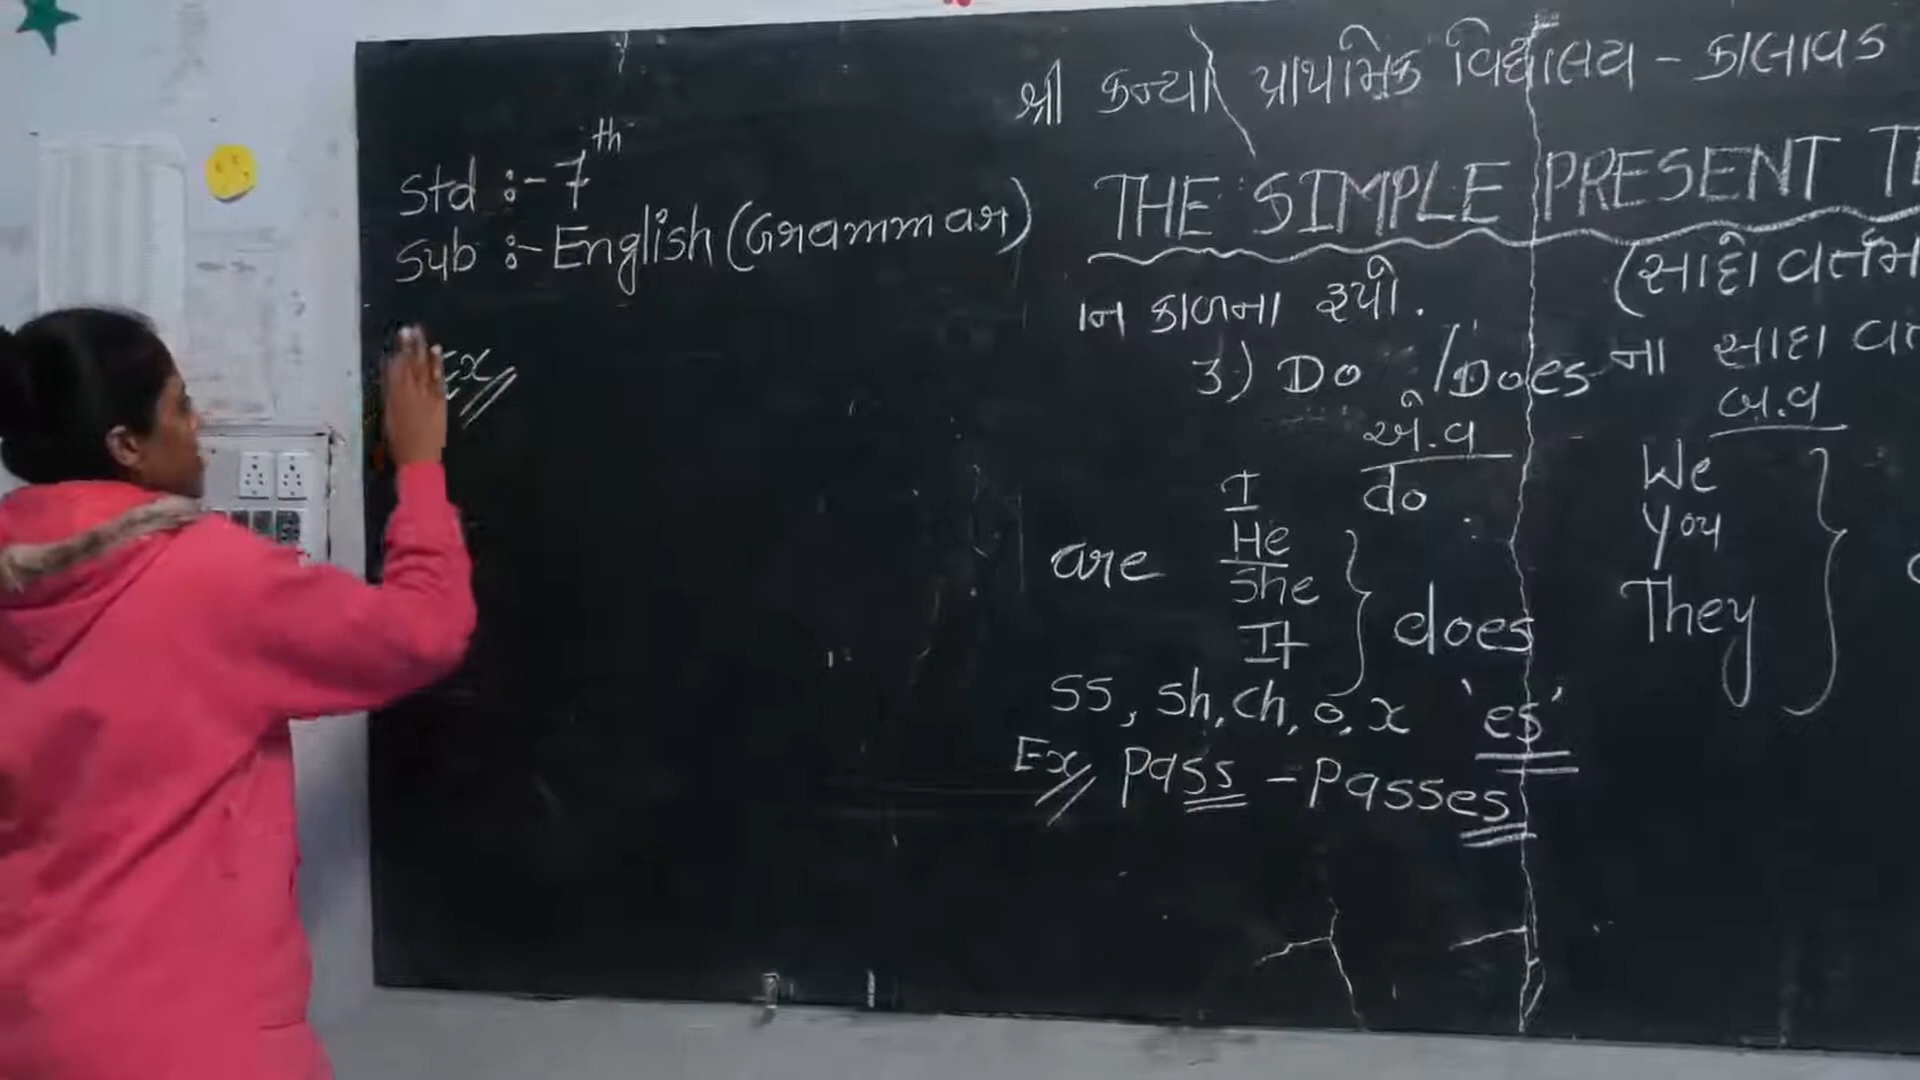 શ્રી કન્યા પ્રાથમિક વિદ્યાલય - કાલાવડ
Std :- 7th
Sub :- English (Grammar)
Ex
THE SIMPLE PRESENT
(સાદો વર્તમ
ાન કાળના રૂપો.
3) Do / Does ના સાદા
એ.વ
બ.વ
I do
He
She
It
does
are
We
You
They
ss, sh, ch, o, x 'es'
Ex Pass - Passes